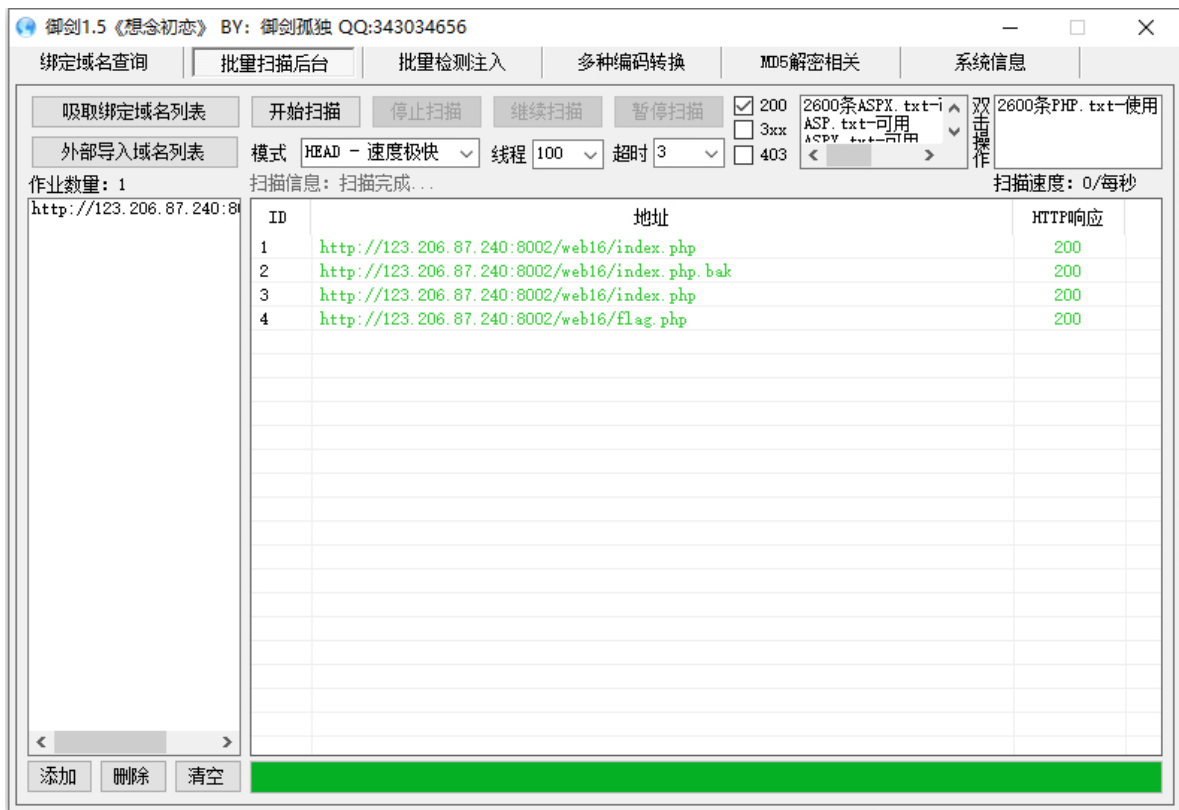 御剑1.5《想念初恋》 BY: 御剑孤独 QQ:343034656
绑定域名查询 批量扫描后台 批量检测注入 多种编码转换 MD5解密相关 系统信息
吸取绑定域名列表 开始扫描 停止扫描 继续扫描 暂停扫描 200 2600条ASPX.txt- 双击操作 2600条PHP.txt-使用
3xx ASP.txt-可用
外部导入域名列表 模式 HEAD - 速度极快 线程 100 超时 3 403 ASPX.txt-可用
作业数量: 1 扫描信息: 扫描完成... 扫描速度: 0/每秒
http://123.206.87.240:8 ID 地址 HTTP响应
1 http://123.206.87.240:8002/web16/index.php 200
2 http://123.206.87.240:8002/web16/index.php.bak 200
3 http://123.206.87.240:8002/web16/index.php 200
4 http://123.206.87.240:8002/web16/flag.php 200
添加 删除 清空